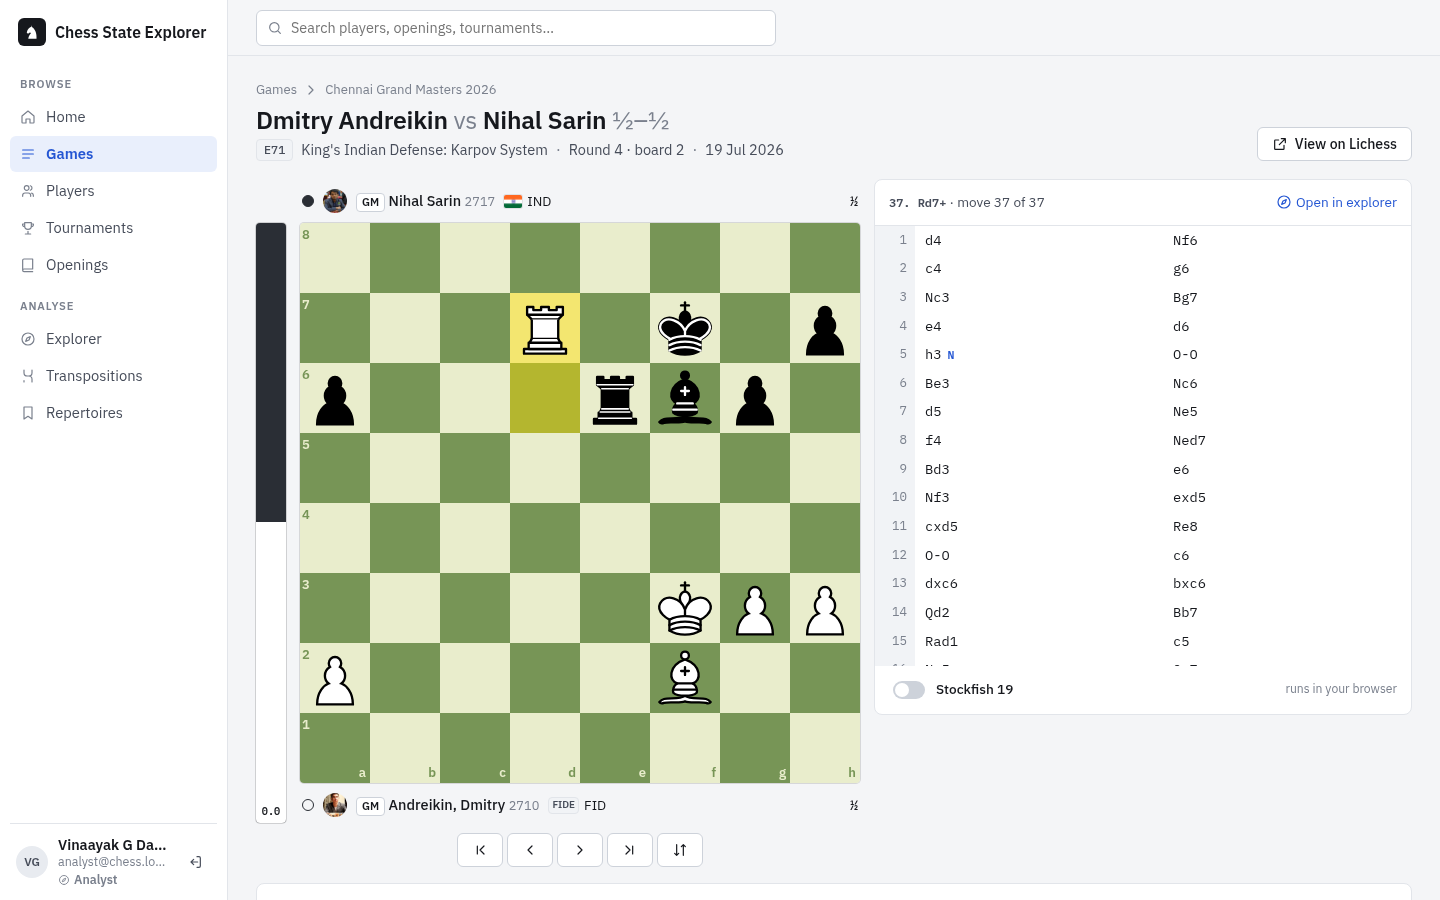 Chess State Explorer
Search players, openings, tournaments...
BROWSE
Home
Games
Players
Tournaments
Openings
ANALYSE
Explorer
Transpositions
Repertoires
Games > Chennai Grand Masters 2026
Dmitry Andreikin vs Nihal Sarin ½–½
E71 King's Indian Defense: Karpov System · Round 4 · board 2 · 19 Jul 2026
View on Lichess
GM Nihal Sarin 2717 IND ½
8
7
6
5
4
3
2
1
a b c d e f g h
0.0
GM Andreikin, Dmitry 2710 FIDE FID ½
37. Rd7+ · move 37 of 37
Open in explorer
1 d4 Nf6
2 c4 g6
3 Nc3 Bg7
4 e4 d6
5 h3 N O-O
6 Be3 Nc6
7 d5 Ne5
8 f4 Ned7
9 Bd3 e6
10 Nf3 exd5
11 cxd5 Re8
12 O-O c6
13 dxc6 bxc6
14 Qd2 Bb7
15 Rad1 c5
Stockfish 19
runs in your browser
VG
Vinaayak G Da...
analyst@chess.lo...
Analyst